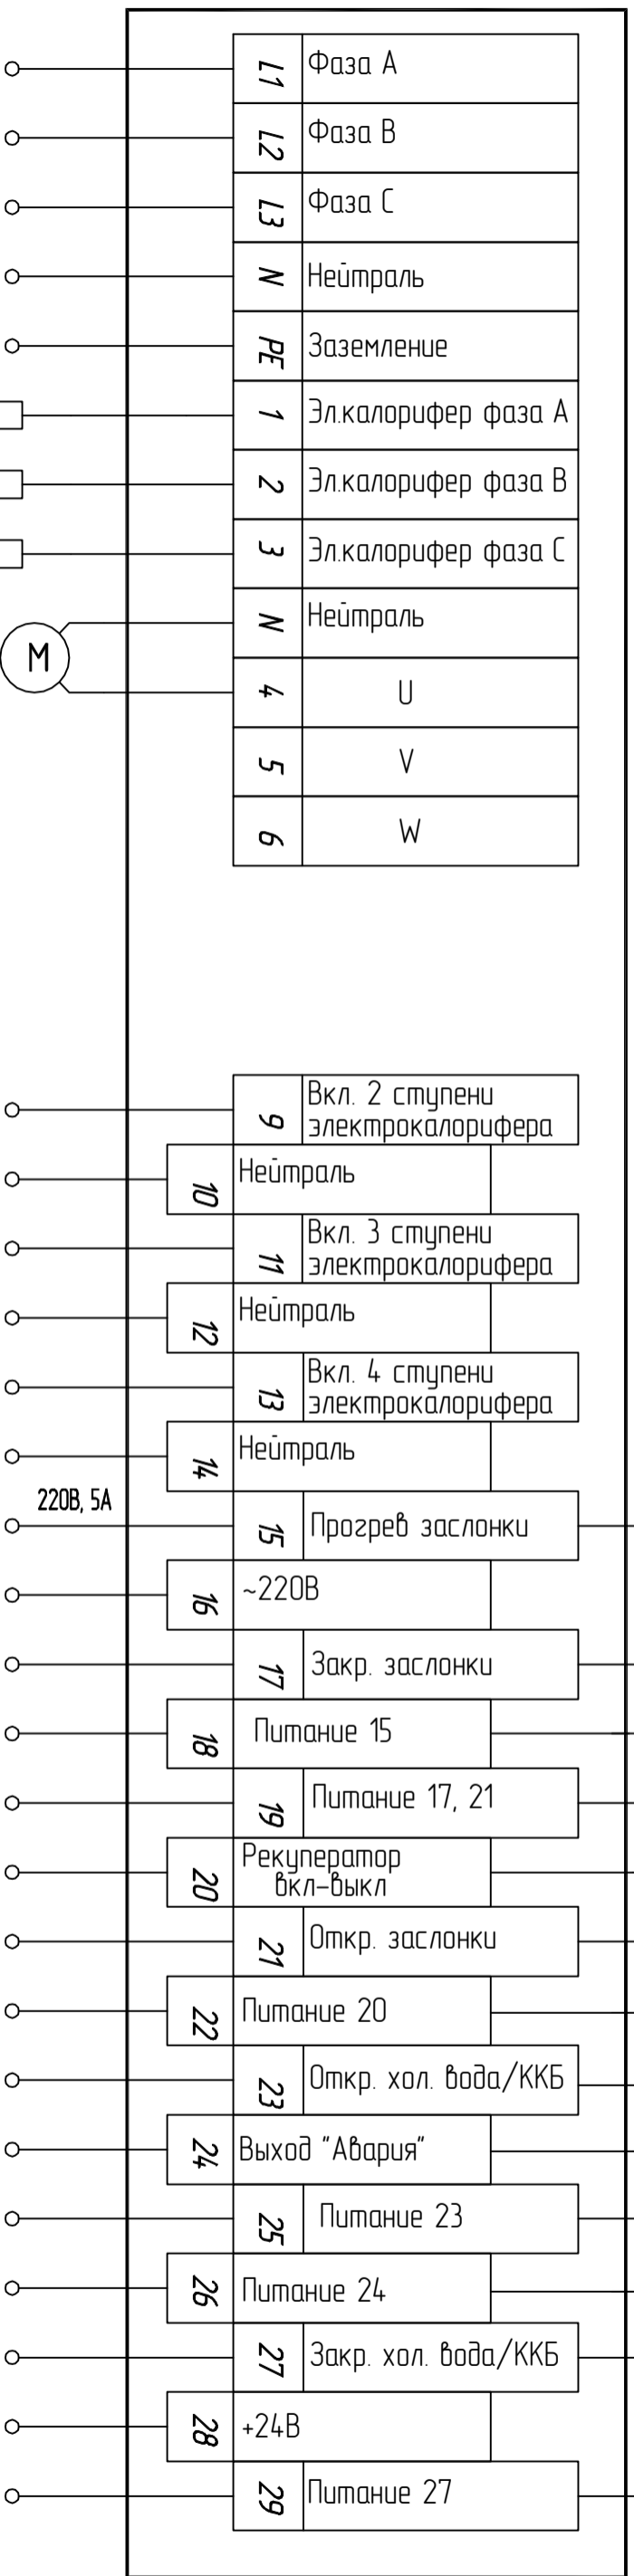 L1 Фаза А
L2 Фаза В
L3 Фаза С
N Нейтраль
PE Заземление
1 Эл.калорифер фаза А
2 Эл.калорифер фаза В
3 Эл.калорифер фаза С
N Нейтраль
M
4 U
5 V
6 W
9 Вкл. 2 ступени
электрокалорифера
10 Нейтраль
11 Вкл. 3 ступени
электрокалорифера
12 Нейтраль
13 Вкл. 4 ступени
электрокалорифера
14 Нейтраль
220В, 5А
15 Прогрев заслонки
16 ~220В
17 Закр. заслонки
18 Питание 15
19 Питание 17, 21
20 Рекуператор
вкл-выкл
21 Откр. заслонки
22 Питание 20
23 Откр. хол. вода/ККБ
24 Выход "Авария"
25 Питание 23
26 Питание 24
27 Закр. хол. вода/ККБ
28 +24В
29 Питание 27